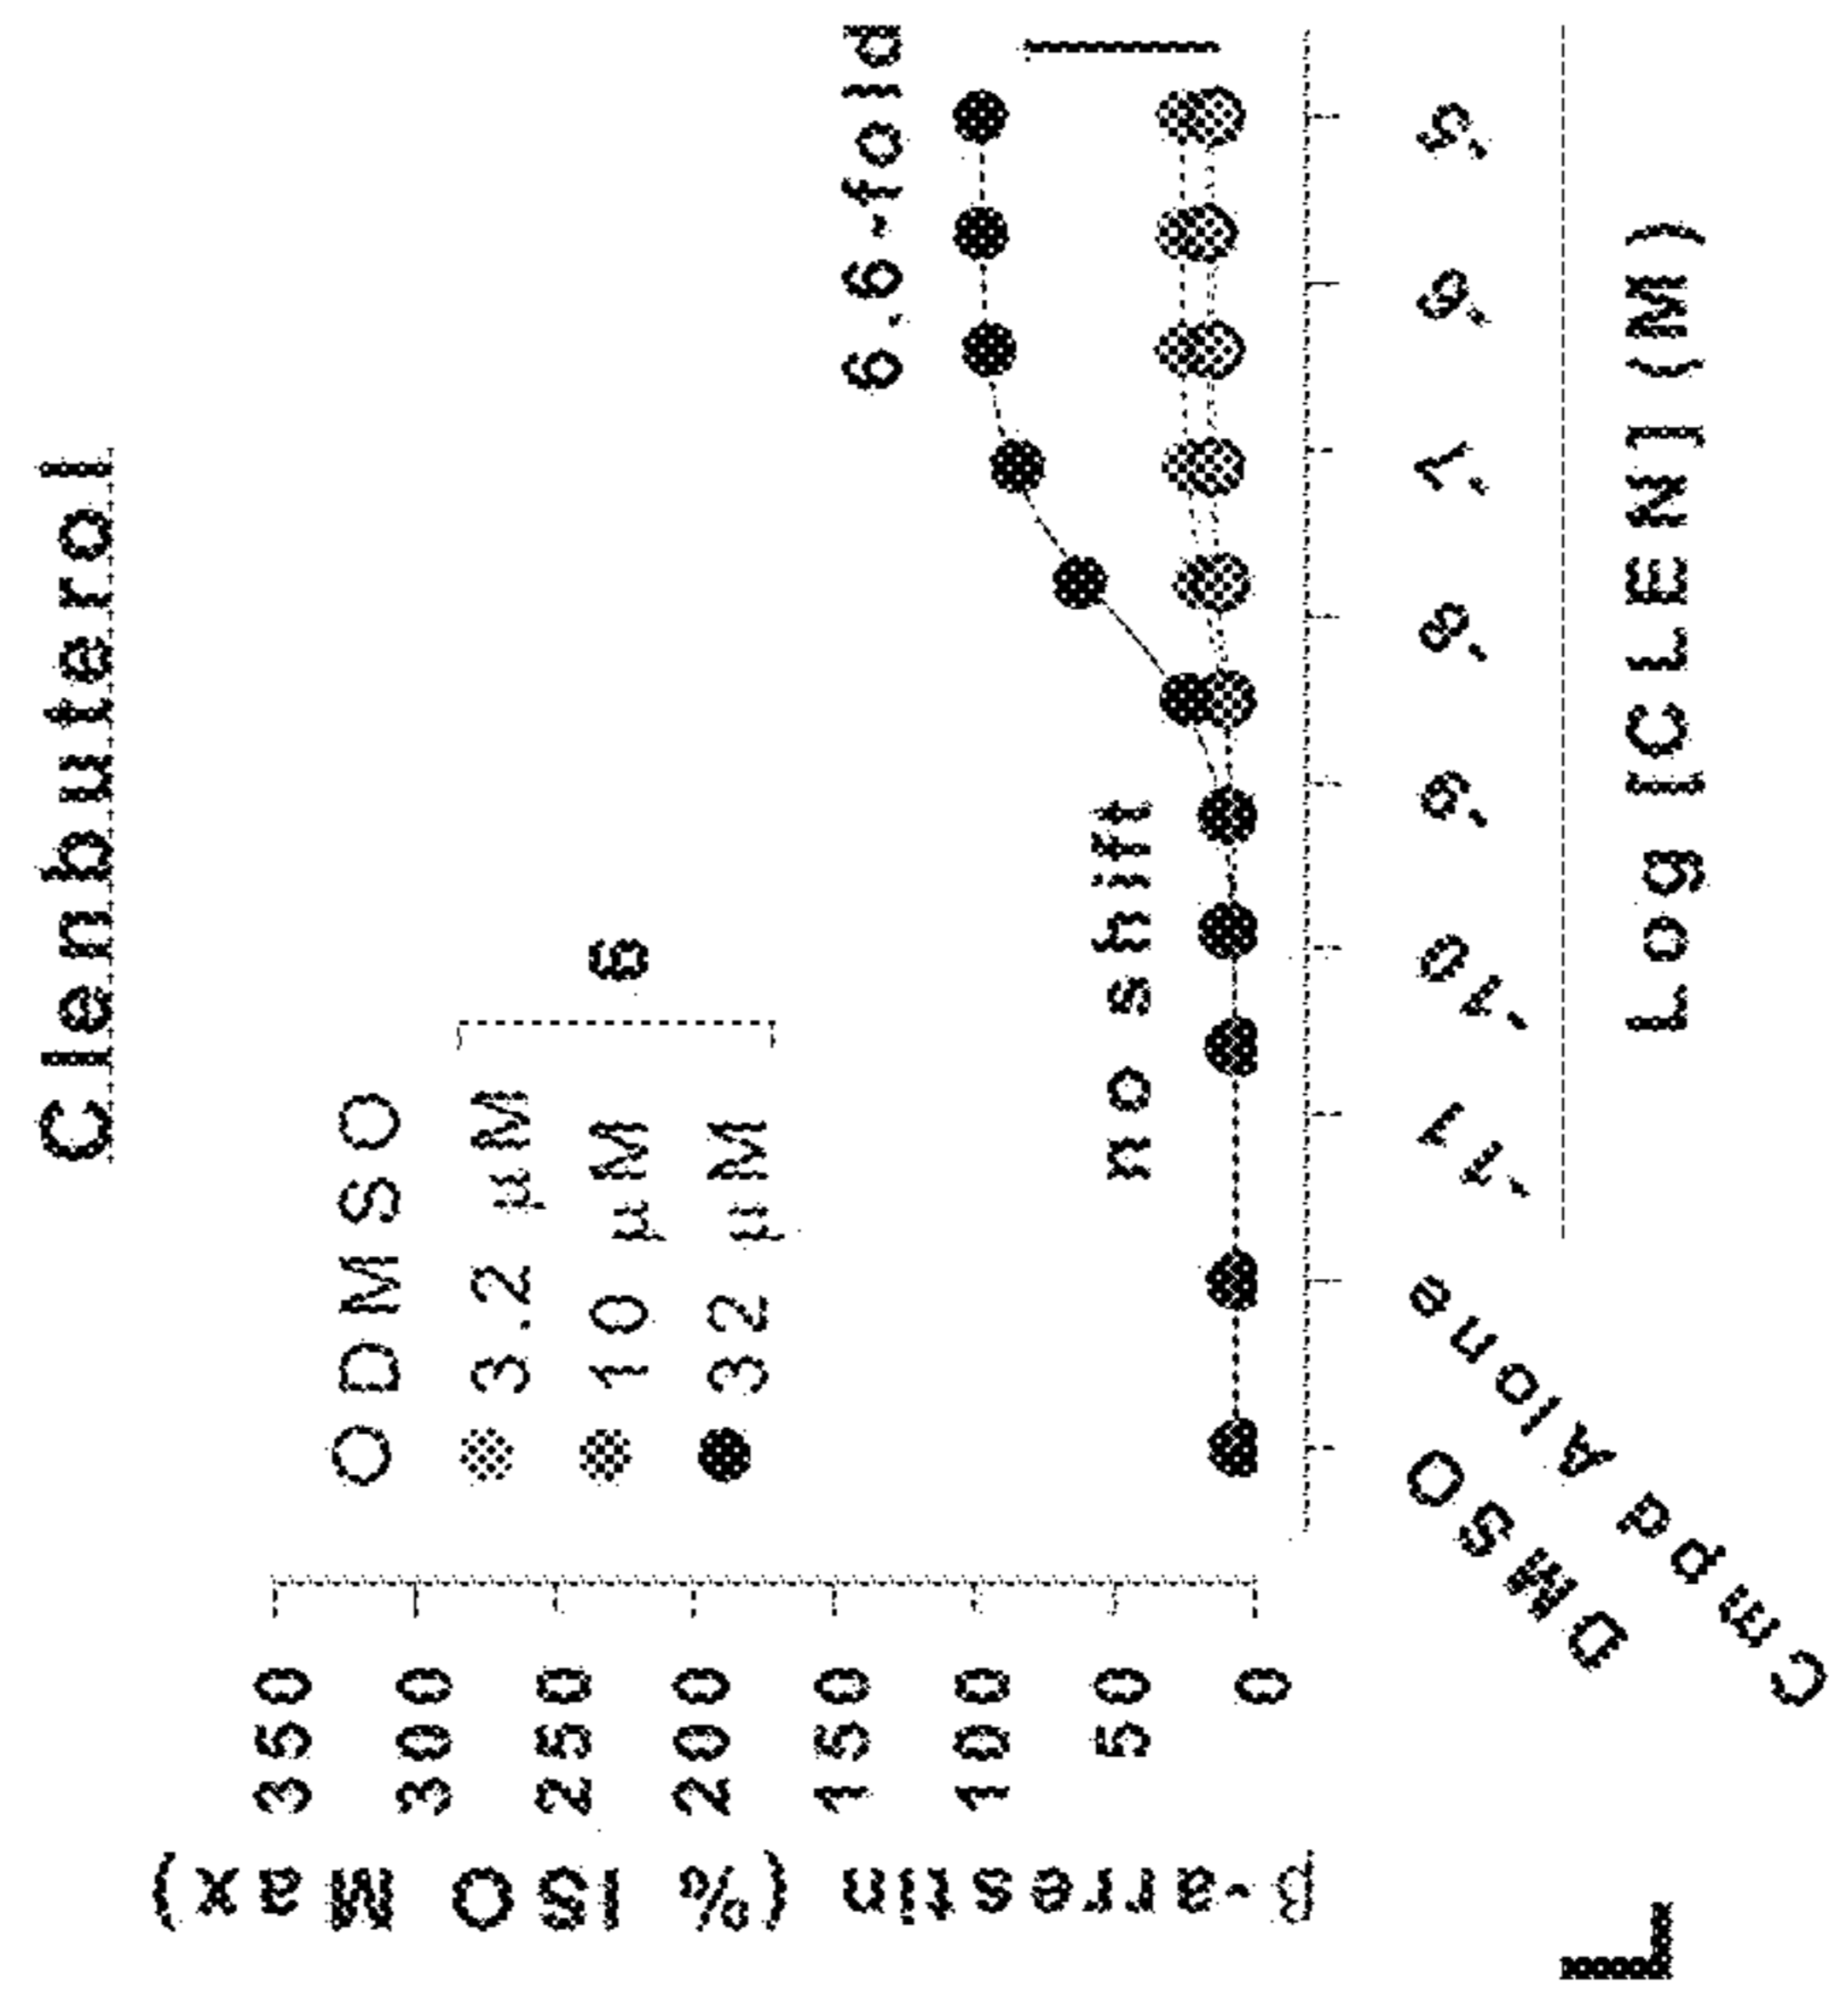 L
Clenbuterol
DMSO
3.2 μM
10 μM
32 μM
6
6.6-fold
no shift
β-arrestin (% ISO Max)
350
300
250
200
150
100
50
0
DMSO
Cmpd Alone
-11
-10
-9
-8
-7
-6
-5
Log [CLEN] (M)